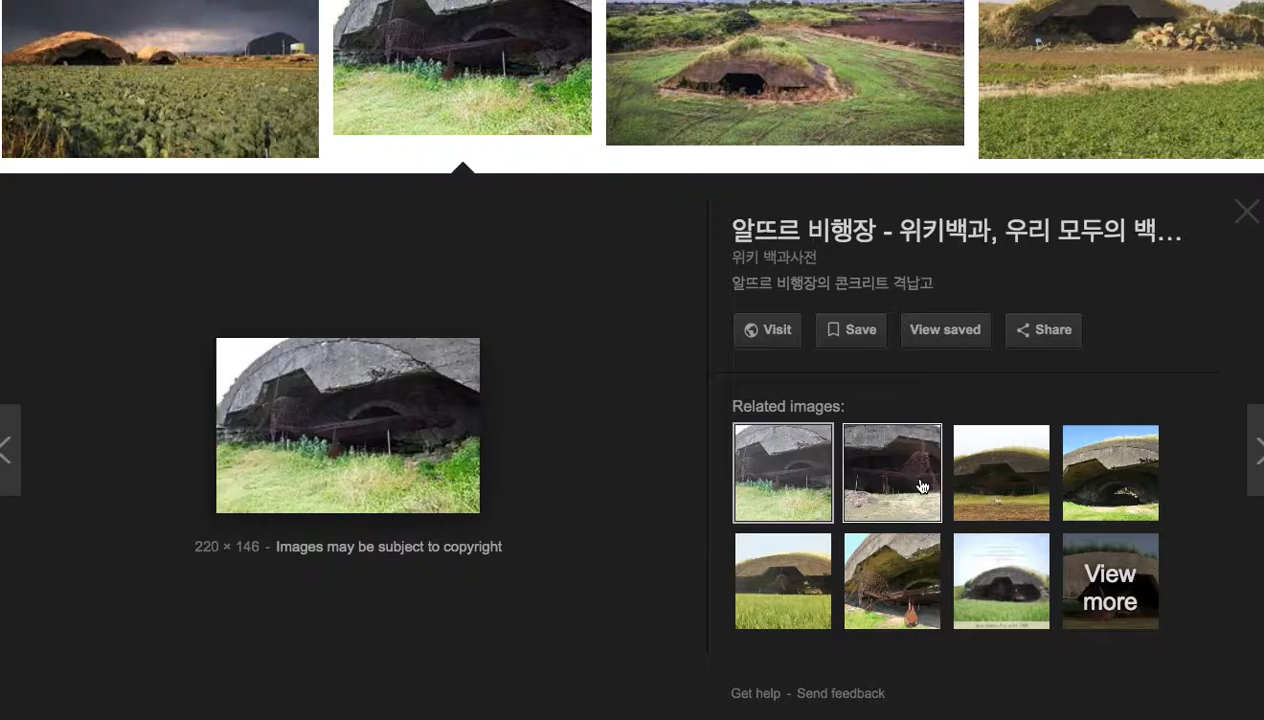 알뜨르 비행장 - 위키백과, 우리 모두의 백...
위키 백과사전
알뜨르 비행장의 콘크리트 격납고
Visit
Save
View saved
Share
Related images:
View
more
220 × 146 - Images may be subject to copyright
Get help - Send feedback